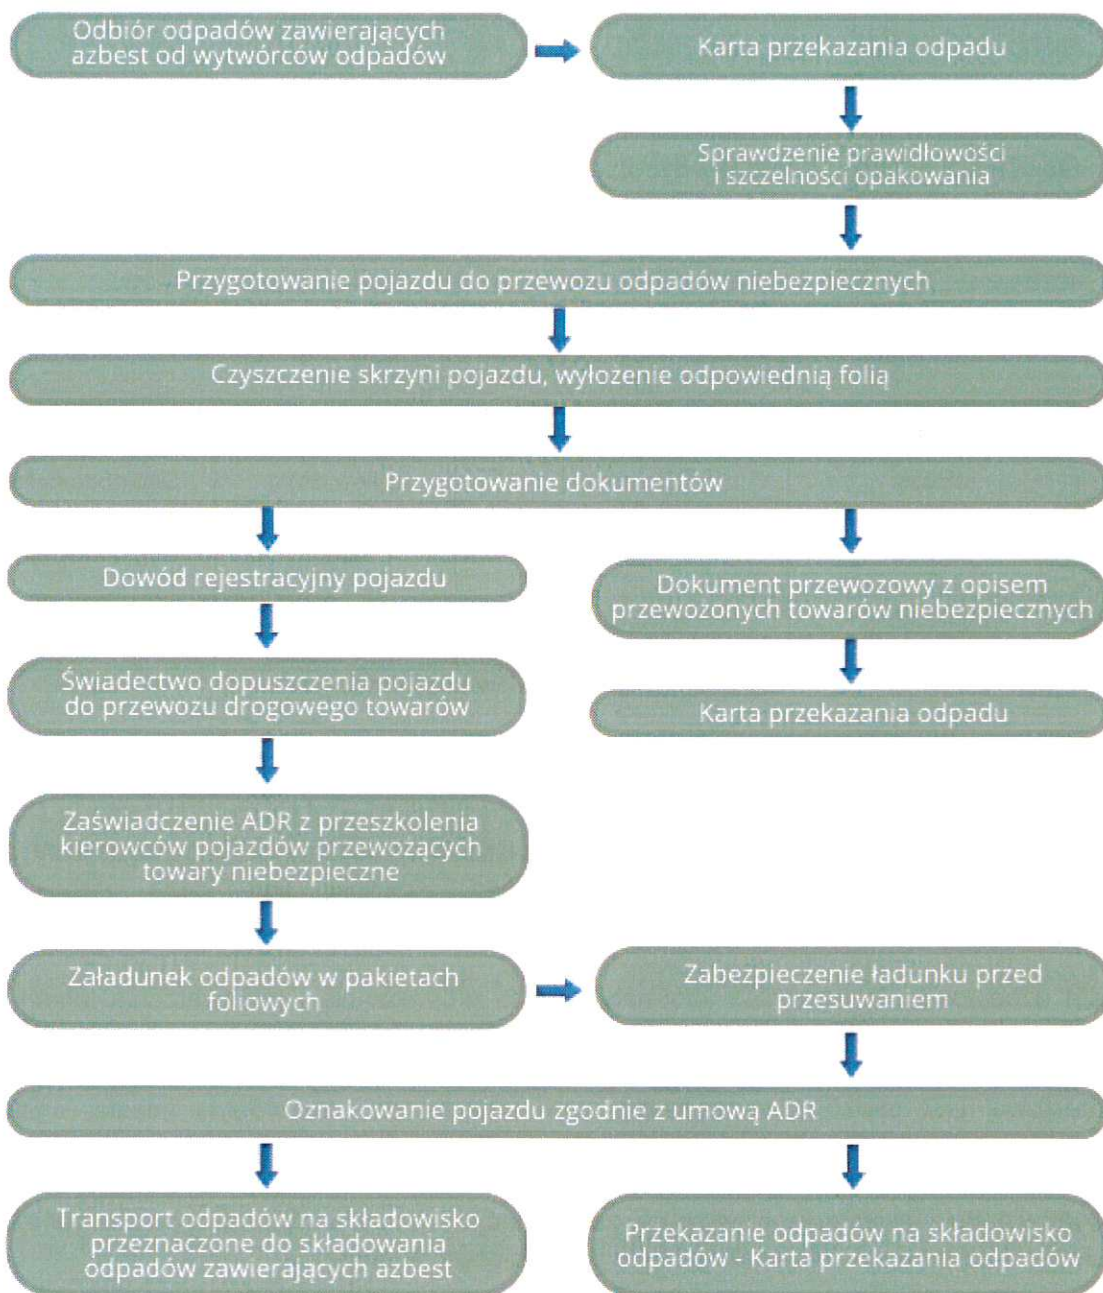 Odbiór odpadów zawierających
azbest od wytwórców odpadów
Karta przekazania odpadu
Sprawdzenie prawidłowości
i szczelności opakowania
Przygotowanie pojazdu do przewozu odpadów niebezpiecznych
Czyszczenie skrzyni pojazdu, wyłożenie odpowiednią folią
Przygotowanie dokumentów
Dowód rejestracyjny pojazdu
Dokument przewozowy z opisem
przewożonych towarów niebezpiecznych
Świadectwo dopuszczenia pojazdu
do przewozu drogowego towarów
Karta przekazania odpadu
Zaświadczenie ADR z przeszkolenia
kierowców pojazdów przewożących
towary niebezpieczne
Załadunek odpadów w pakietach
foliowych
Zabezpieczenie ładunku przed
przesuwaniem
Oznakowanie pojazdu zgodnie z umową ADR
Transport odpadów na składowisko
przeznaczone do składowania
odpadów zawierających azbest
Przekazanie odpadów na składowisko
odpadów - Karta przekazania odpadów